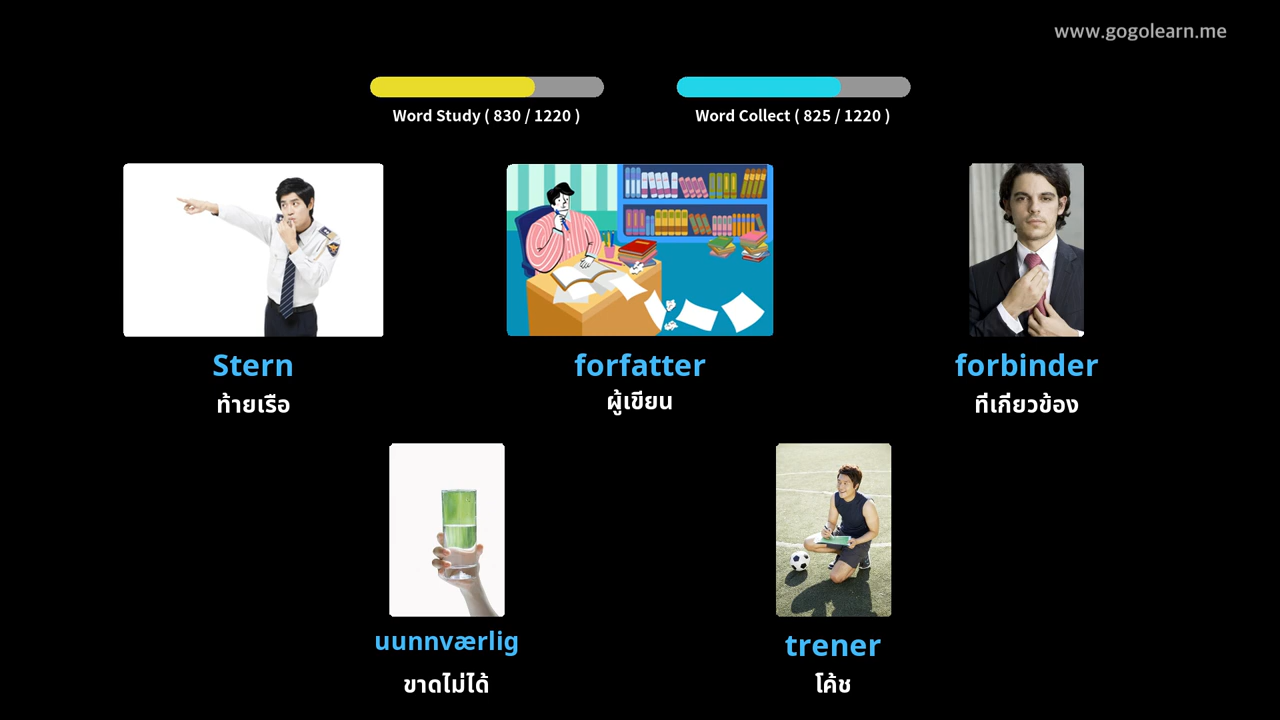 www.gogolearn.me
Word Study ( 830 / 1220 )
Word Collect ( 825 / 1220 )
Stern
ท้ายเรือ
forfatter
ผู้เขียน
forbinder
ที่เกี่ยวข้อง
uunnværlig
ขาดไม่ได้
trener
โค้ช